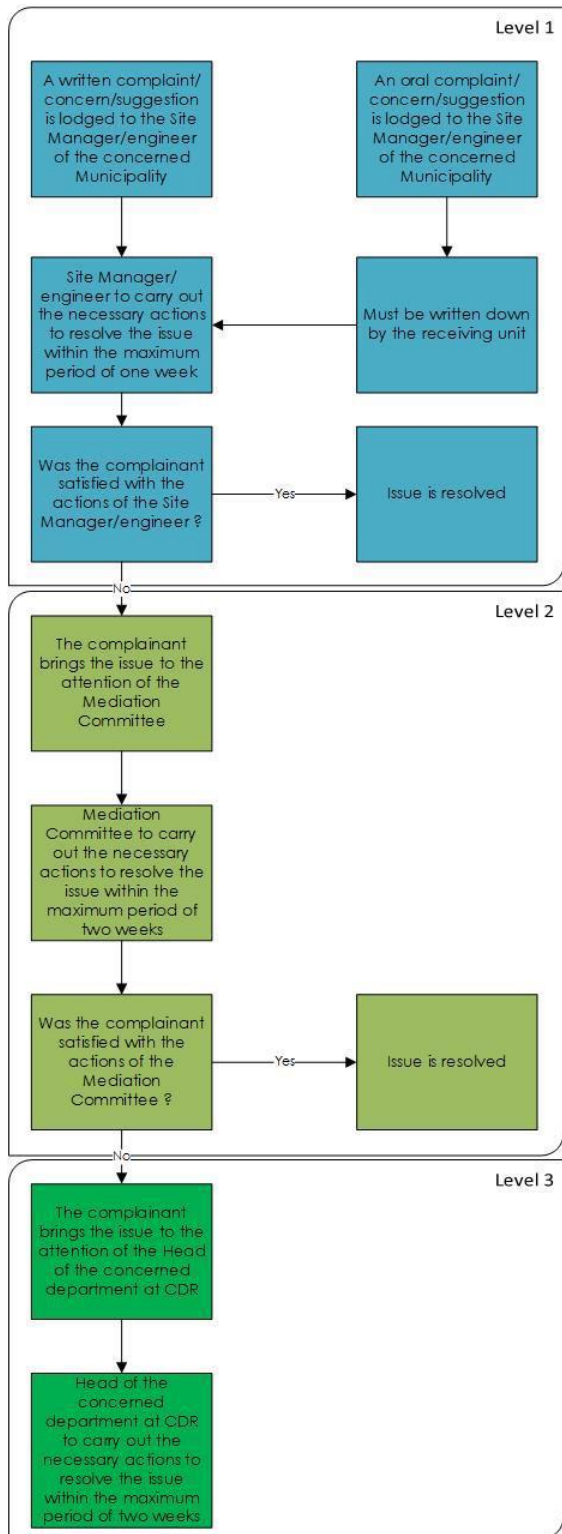 Level 1
A written complaint/
concern/suggestion
is lodged to the Site
Manager/engineer
of the concerned
Municipality
An oral complaint/
concern/suggestion
is lodged to the Site
Manager/engineer
of the concerned
Municipality
Site Manager/
engineer to carry out
the necessary actions
to resolve the issue
within the maximum
period of one week
Must be written down
by the receiving unit
Was the complainant
satisfied with the
actions of the Site
Manager/engineer ?
Yes
Issue is resolved
No
Level 2
The complainant
brings the issue to the
attention of the
Mediation
Committee
Mediation
Committee to carry
out the necessary
actions to resolve the
issue within the
maximum period of
two weeks
Was the complainant
satisfied with the
actions of the
Mediation
Committee ?
Yes
Issue is resolved
No
Level 3
The complainant
brings the issue to the
attention of the Head
of the concerned
department at CDR
Head of the
concerned
department at CDR
to carry out the
necessary actions to
resolve the issue
within the maximum
period of two weeks